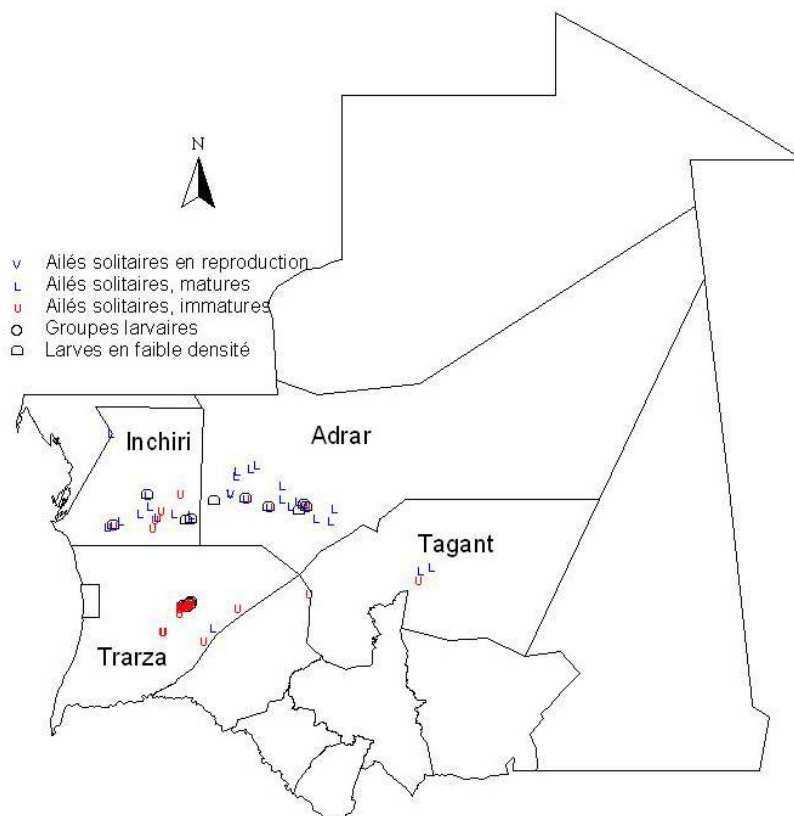 N
v Ailés solitaires en reproduction
L Ailés solitaires, matures
U Ailés solitaires, immatures
Groupes larvaires
Larves en faible densité
Inchiri
Adrar
Tagant
Trarza